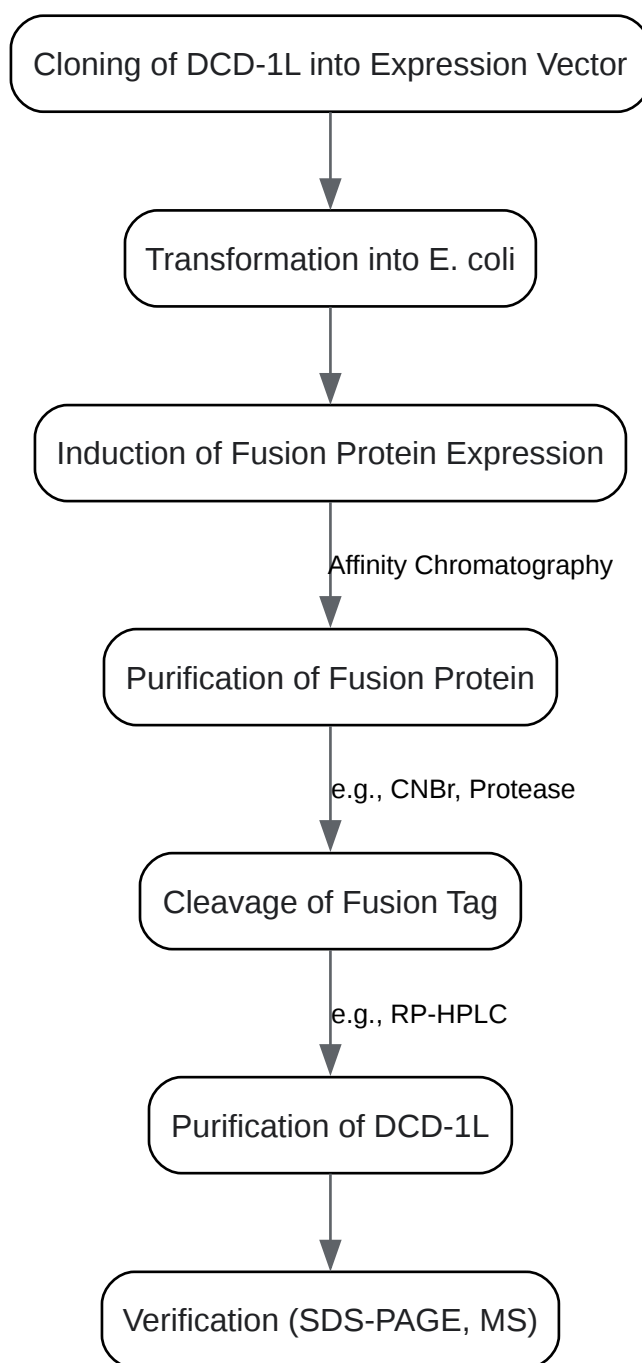 Cloning of DCD-1L into Expression Vector
Transformation into E. coli
Induction of Fusion Protein Expression
Affinity Chromatography
Purification of Fusion Protein
e.g., CNBr, Protease
Cleavage of Fusion Tag
e.g., RP-HPLC
Purification of DCD-1L
Verification (SDS-PAGE, MS)